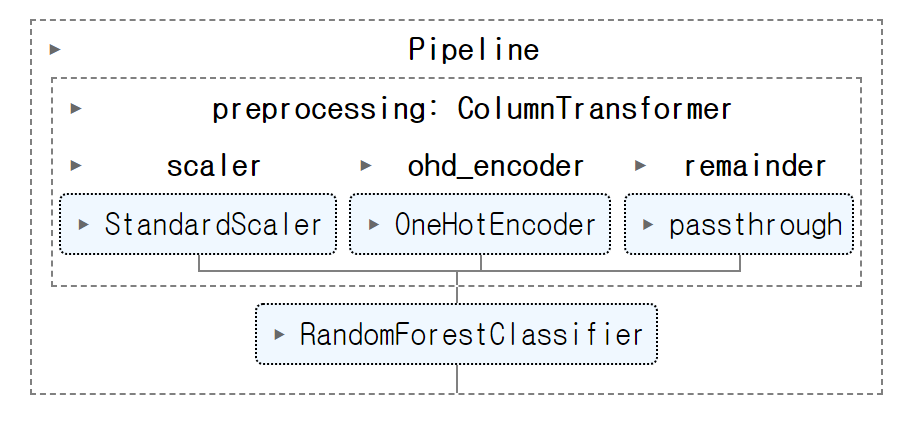 Pipeline
preprocessing: ColumnTransformer
scaler ohd_encoder remainder
StandardScaler OneHotEncoder passthrough
RandomForestClassifier